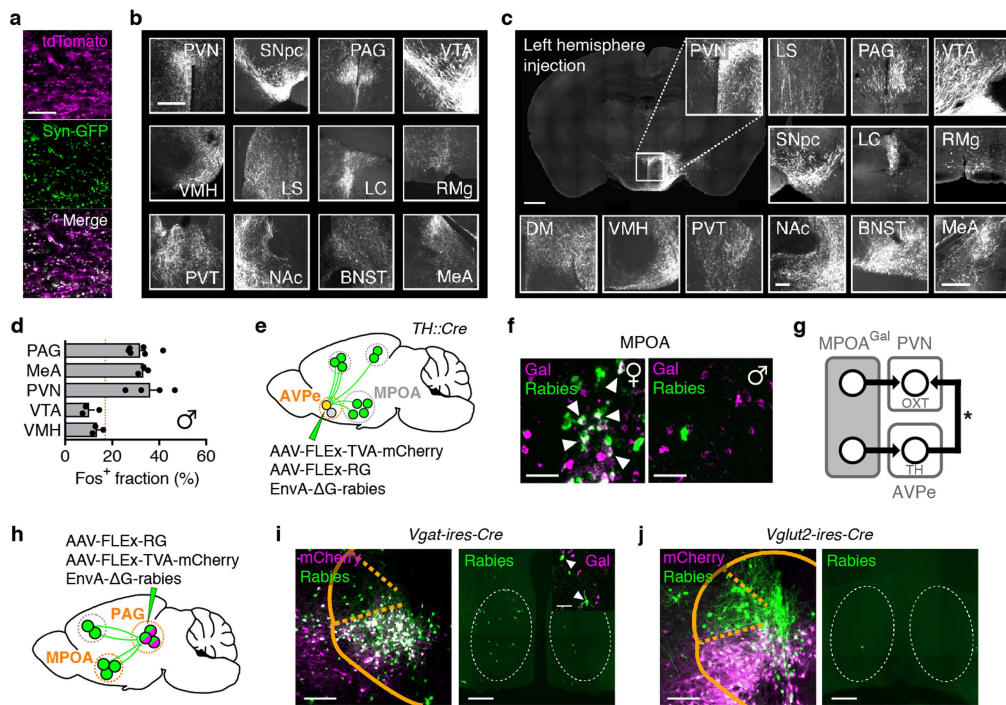 a
tdTomato
Syn-GFP
Merge
b
PVN
SNpc
PAG
VTA
VMH
LS
LC
RMg
PVT
NAc
BNST
MeA
c
Left hemisphere
injection
PVN
LS
PAG
VTA
SNpc
LC
RMg
DM
VMH
PVT
NAc
BNST
MeA
d
PAG
MeA
PVN
VTA
VMH
♂
0 20 40 60
Fos+ fraction (%)
e
TH::Cre
AVPe
MPOA
AAV-FLEx-TVA-mCherry
AAV-FLEx-RG
EnvA-ΔG-rabies
f
MPOA
Gal
Rabies
♀
Gal
Rabies
♂
g
MPOAGal PVN
OXT
*
TH
AVPe
h
AAV-FLEx-RG
AAV-FLEx-TVA-mCherry
EnvA-ΔG-rabies
PAG
MPOA
i
Vgat-ires-Cre
mCherry
Rabies
Rabies
Gal
j
Vglut2-ires-Cre
mCherry
Rabies
Rabies